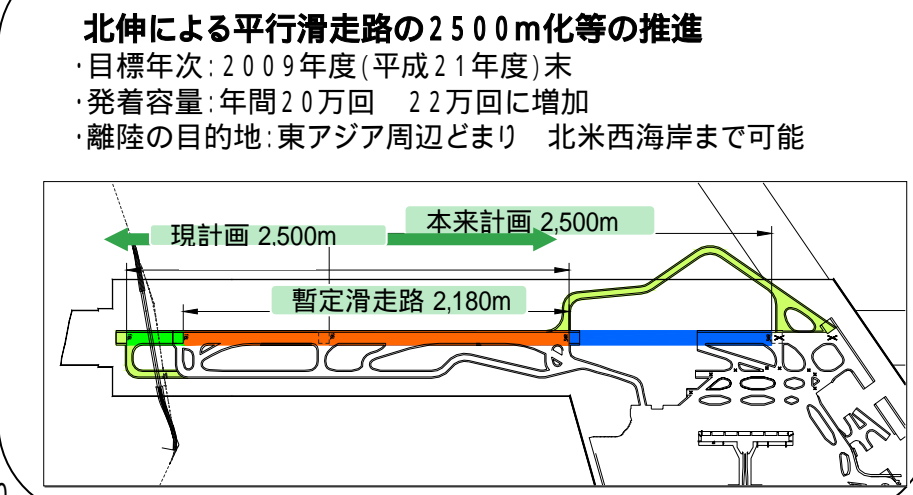 北伸による平行滑走路の2500m化等の推進
･目標年次:2009年度(平成21年度)末
･発着容量:年間20万回　22万回に増加
･離陸の目的地:東アジア周辺どまり　北米西海岸まで可能
本来計画 2,500m
現計画 2,500m
暫定滑走路 2,180m